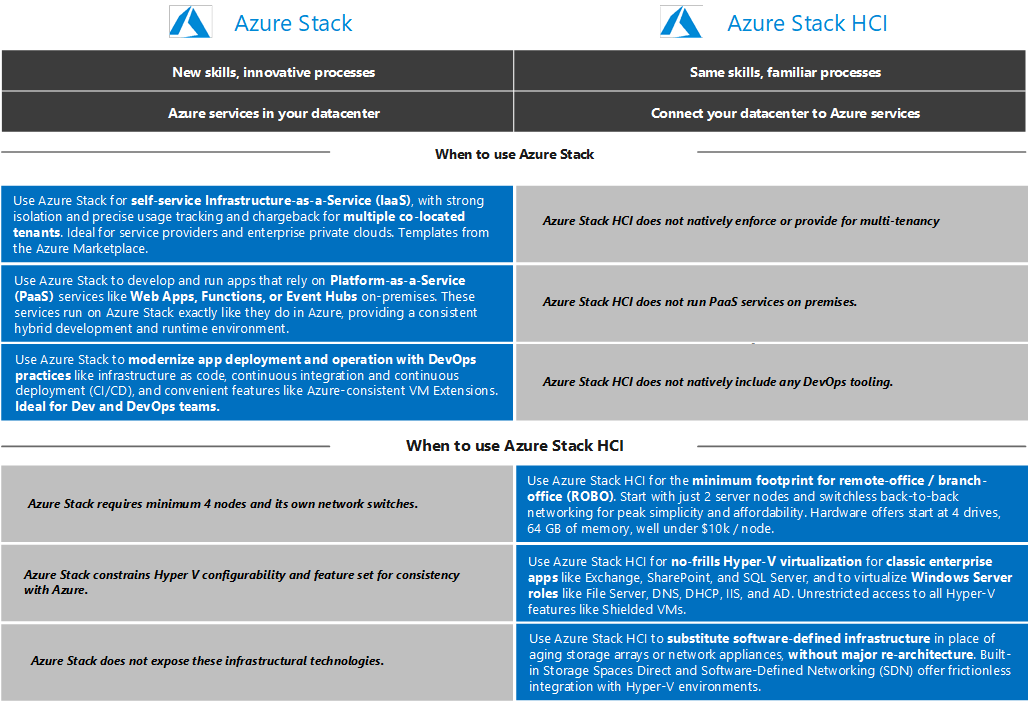 Azure Stack
Azure Stack HCI
New skills, innovative processes
Same skills, familiar processes
Azure services in your datacenter
Connect your datacenter to Azure services
When to use Azure Stack
Use Azure Stack for self-service Infrastructure-as-a-Service (IaaS), with strong
isolation and precise usage tracking and chargeback for multiple co-located
tenants. Ideal for service providers and enterprise private clouds. Templates from
the Azure Marketplace.
Azure Stack HCI does not natively enforce or provide for multi-tenancy
Use Azure Stack to develop and run apps that rely on Platform-as-a-Service
(PaaS) services like Web Apps, Functions, or Event Hubs on-premises. These
services run on Azure Stack exactly like they do in Azure, providing a consistent
hybrid development and runtime environment.
Azure Stack HCI does not run PaaS services on premises.
Use Azure Stack to modernize app deployment and operation with DevOps
practices like infrastructure as code, continuous integration and continuous
deployment (CI/CD), and convenient features like Azure-consistent VM Extensions.
Ideal for Dev and DevOps teams.
Azure Stack HCI does not natively include any DevOps tooling.
When to use Azure Stack HCI
Azure Stack requires minimum 4 nodes and its own network switches.
Use Azure Stack HCI for the minimum footprint for remote-office / branch-
office (ROBO). Start with just 2 server nodes and switchless back-to-back
networking for peak simplicity and affordability. Hardware offers start at 4 drives,
64 GB of memory, well under $10k / node.
Azure Stack constrains Hyper V configurability and feature set for consistency
with Azure.
Use Azure Stack HCI for no-frills Hyper-V virtualization for classic enterprise
apps like Exchange, SharePoint, and SQL Server, and to virtualize Windows Server
roles like File Server, DNS, DHCP, IIS, and AD. Unrestricted access to all Hyper-V
features like Shielded VMs.
Azure Stack does not expose these infrastructural technologies.
Use Azure Stack HCI to substitute software-defined infrastructure in place of
aging storage arrays or network appliances, without major re-architecture. Built-
in Storage Spaces Direct and Software-Defined Networking (SDN) offer frictionless
integration with Hyper-V environments.